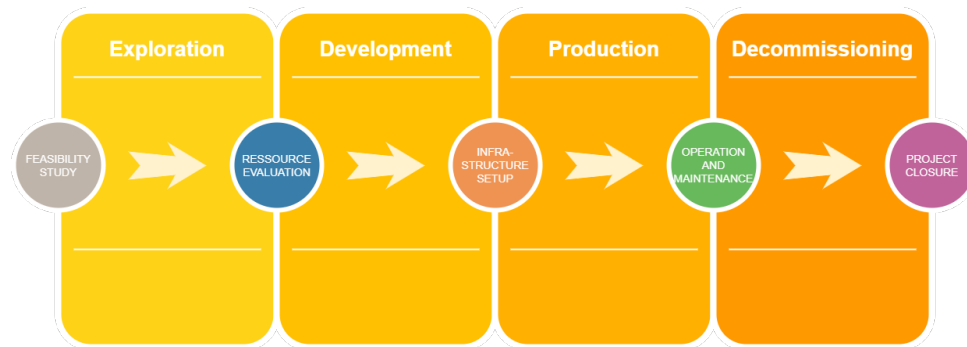 Exploration
Development
Production
Decommissioning
FEASIBILITY
STUDY
RESSOURCE
EVALUATION
INFRA-
STRUCTURE
SETUP
OPERATION
AND
MAINTENANCE
PROJECT
CLOSURE